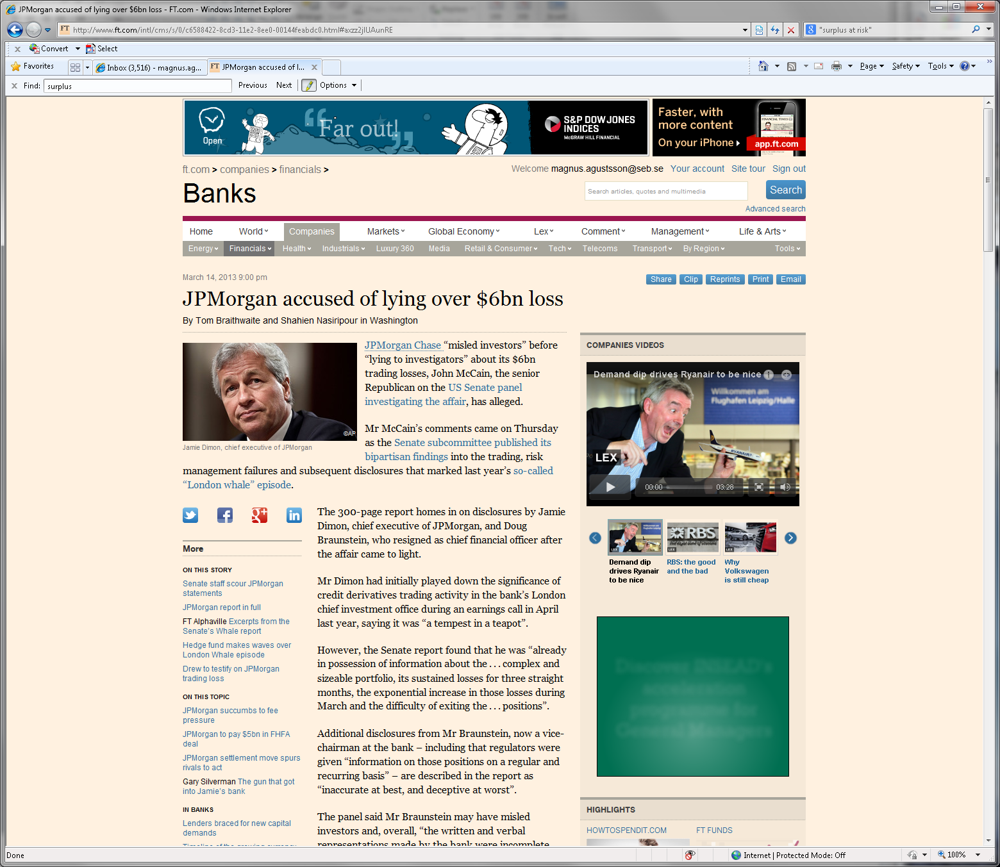 JPMorgan accused of lying over $6bn loss - FT.com - Windows Internet Explorer
http://www.ft.com/intl/cms/s/0/c6588422-8cd3-11e2-8ee0-00144feabdc0.html#axzz2jIUAunRE
"surplus at risk"
Convert
Select
Favorites
Inbox (3,516) - magnus.ag...
JPMorgan accused of l...
Page
Safety
Tools
Find:
surplus
Previous
Next
Options
Open
“Far out!”
S&P DOW JONES
INDICES
McGRAW HILL FINANCIAL
Faster, with
more content
On your iPhone
app.ft.com
ft.com > companies > financials >
Welcome magnus.agustsson@seb.se Your account Site tour Sign out
Banks
Search articles, quotes and multimedia
Search
Advanced search
Home World Companies Markets Global Economy Lex Comment Management Life & Arts
Energy Financials Health Industrials Luxury 360 Media Retail & Consumer Tech Telecoms Transport By Region Tools
March 14, 2013 9:00 pm
Share Clip Reprints Print Email
JPMorgan accused of lying over $6bn loss
By Tom Braithwaite and Shahien Nasiripour in Washington
©AP
Jamie Dimon, chief executive of JPMorgan
JPMorgan Chase “misled investors” before
“lying to investigators” about its $6bn
trading losses, John McCain, the senior
Republican on the US Senate panel
investigating the affair, has alleged.
Mr McCain’s comments came on Thursday
as the Senate subcommittee published its
bipartisan findings into the trading, risk
management failures and subsequent disclosures that marked last year’s so-called
“London whale” episode.
The 300-page report homes in on disclosures by Jamie
Dimon, chief executive of JPMorgan, and Doug
Braunstein, who resigned as chief financial officer after
the affair came to light.
Mr Dimon had initially played down the significance of
credit derivatives trading activity in the bank’s London
chief investment office during an earnings call in April
last year, saying it was “a tempest in a teapot”.
However, the Senate report found that he was “already
in possession of information about the . . . complex and
sizeable portfolio, its sustained losses for three straight
months, the exponential increase in those losses during
March and the difficulty of exiting the . . . positions”.
Additional disclosures from Mr Braunstein, now a vice-
chairman at the bank – including that regulators were
given “information on those positions on a regular and
recurring basis” – are described in the report as
“inaccurate at best, and deceptive at worst”.
The panel said Mr Braunstein may have misled
investors and, overall, “the written and verbal
representations made by the bank were incomplete
More
ON THIS STORY
Senate staff scour JPMorgan
statements
JPMorgan report in full
FT Alphaville Excerpts from the
Senate’s Whale report
Hedge fund makes waves over
London Whale episode
Drew to testify on JPMorgan
trading loss
ON THIS TOPIC
JPMorgan succumbs to fee
pressure
JPMorgan to pay $5bn in FHFA
deal
JPMorgan settlement move spurs
rivals to act
Gary Silverman The gun that got
into Jamie’s bank
IN BANKS
Lenders braced for new capital
demands
Timeline of the growing currency
COMPANIES VIDEOS
Demand dip drives Ryanair to be nice
Willkommen am
Flughafen Leipzig/Halle
RYANAIR
LEX
00:00
03:28
RBS
Demand dip
drives Ryanair
to be nice
RBS: the good
and the bad
Why
Volkswagen
is still cheap
Discover INSEAD's
acceleration
programme for
General Managers
HIGHLIGHTS
HOWTOSPENDIT.COM
FT FUNDS
Done
Internet | Protected Mode: Off
100%